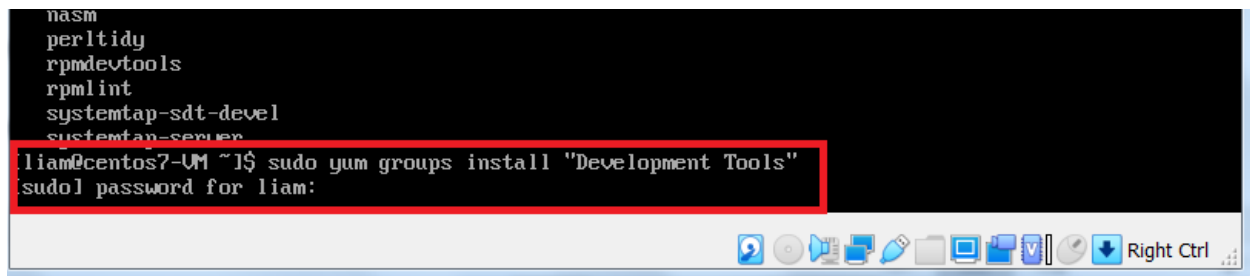 nasm
perltidy
rpmdevtools
rpmlint
systemtap-sdt-devel
systemtap-server
[liam@centos7-VM ~]$ sudo yum groups install "Development Tools"
[sudo] password for liam:
Right Ctrl